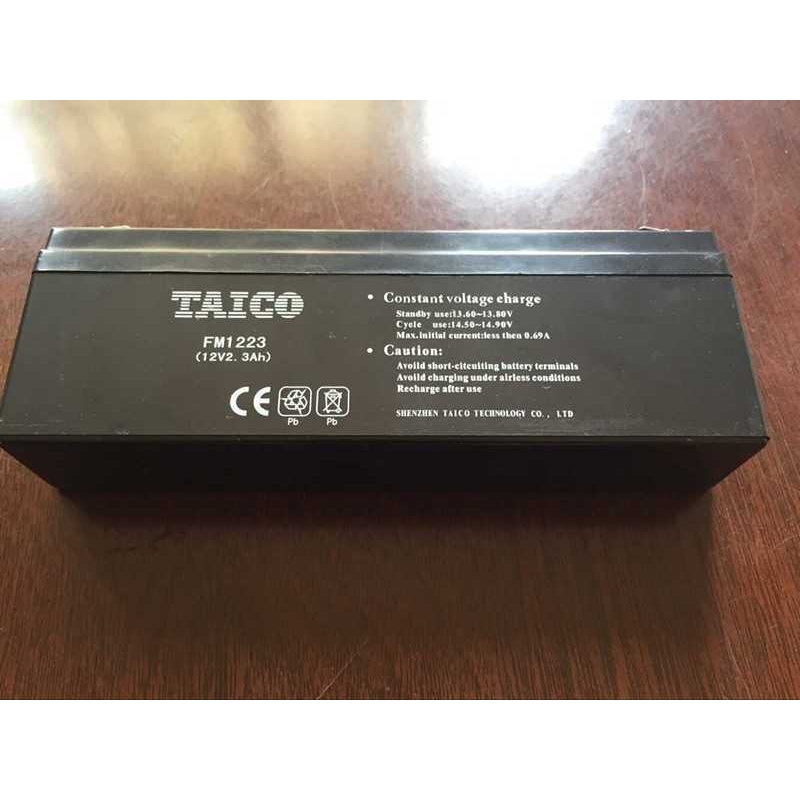 TAICO
FM1223
(12V2.3Ah)
Pb
Pb
• Constant voltage charge
Standby use:13.60~13.80V
Cycle use:14.50~14.90V
Max.initial current:less then 0.69A
• Caution:
Avoild short-citcuiting battery terminals
Avoild charging under airless conditions
Recharge after use
SHENZHEN TAICO TECHNOLOGY CO., LTD